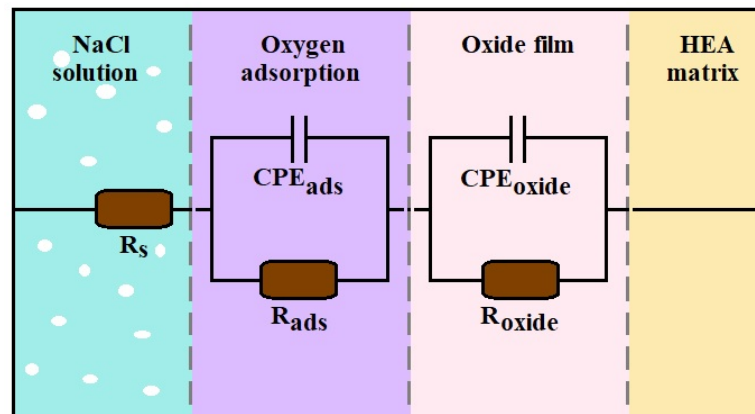 NaCl
solution
Oxygen
adsorption
Oxide film
HEA
matrix
CPEads
CPEoxide
Rs
Rads
Roxide